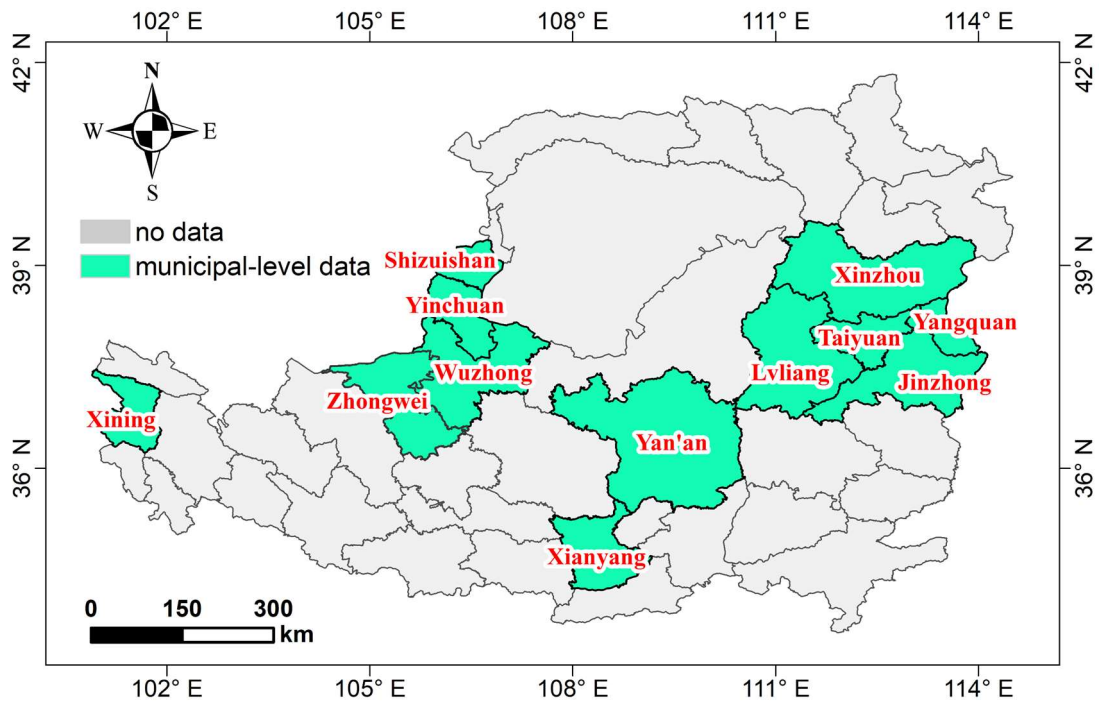 102° E 105° E 108° E 111° E 114° E
42° N 42° N
N
W E
S
no data
municipal-level data
39° N 39° N
Shizuishan
Xinzhou
Yinchuan
Yangquan
Taiyuan
Wuzhong
Lvliang
Jinzhong
Zhongwei
Xining
Yan'an
36° N 36° N
Xianyang
0 150 300
km
102° E 105° E 108° E 111° E 114° E